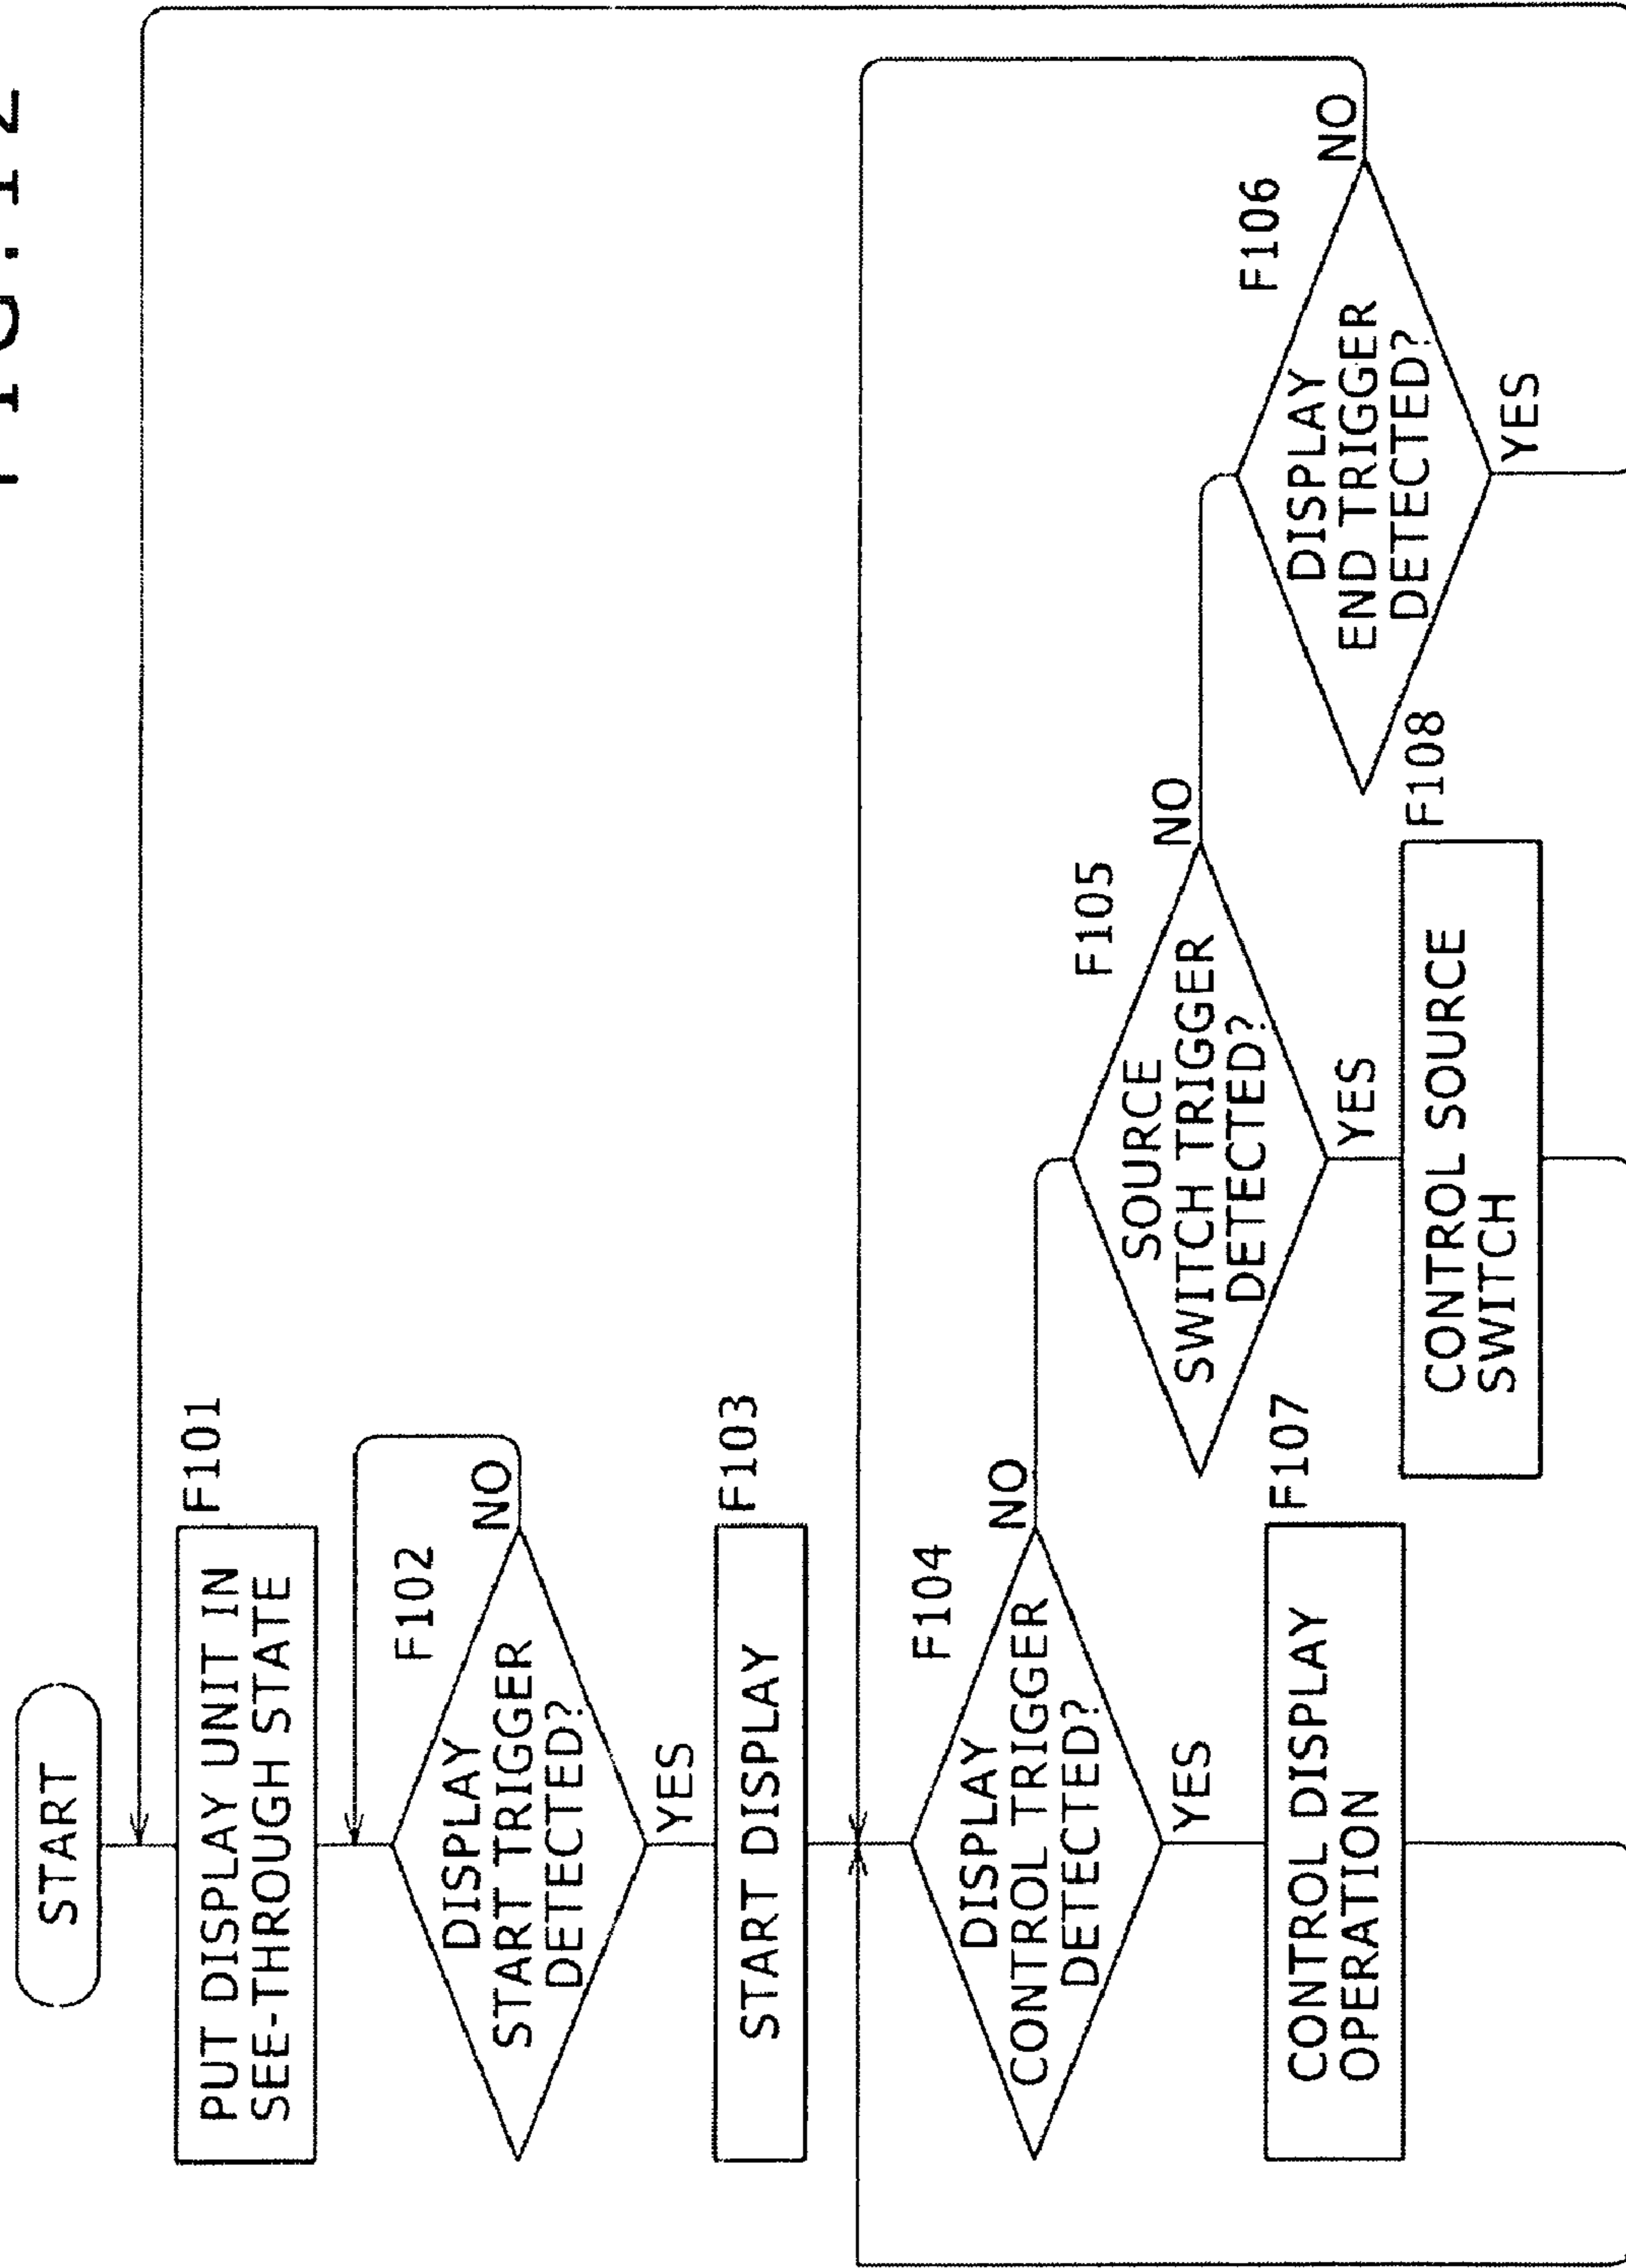 FIG.12
START
F101
PUT DISPLAY UNIT IN
SEE-THROUGH STATE
F102
DISPLAY
START TRIGGER
DETECTED?
NO
YES
F103
START DISPLAY
F104
DISPLAY
CONTROL TRIGGER
DETECTED?
NO
YES
F105
SOURCE
SWITCH TRIGGER
DETECTED?
NO
YES
F106
DISPLAY
END TRIGGER
DETECTED?
NO
YES
F107
CONTROL DISPLAY
OPERATION
F108
CONTROL SOURCE
SWITCH